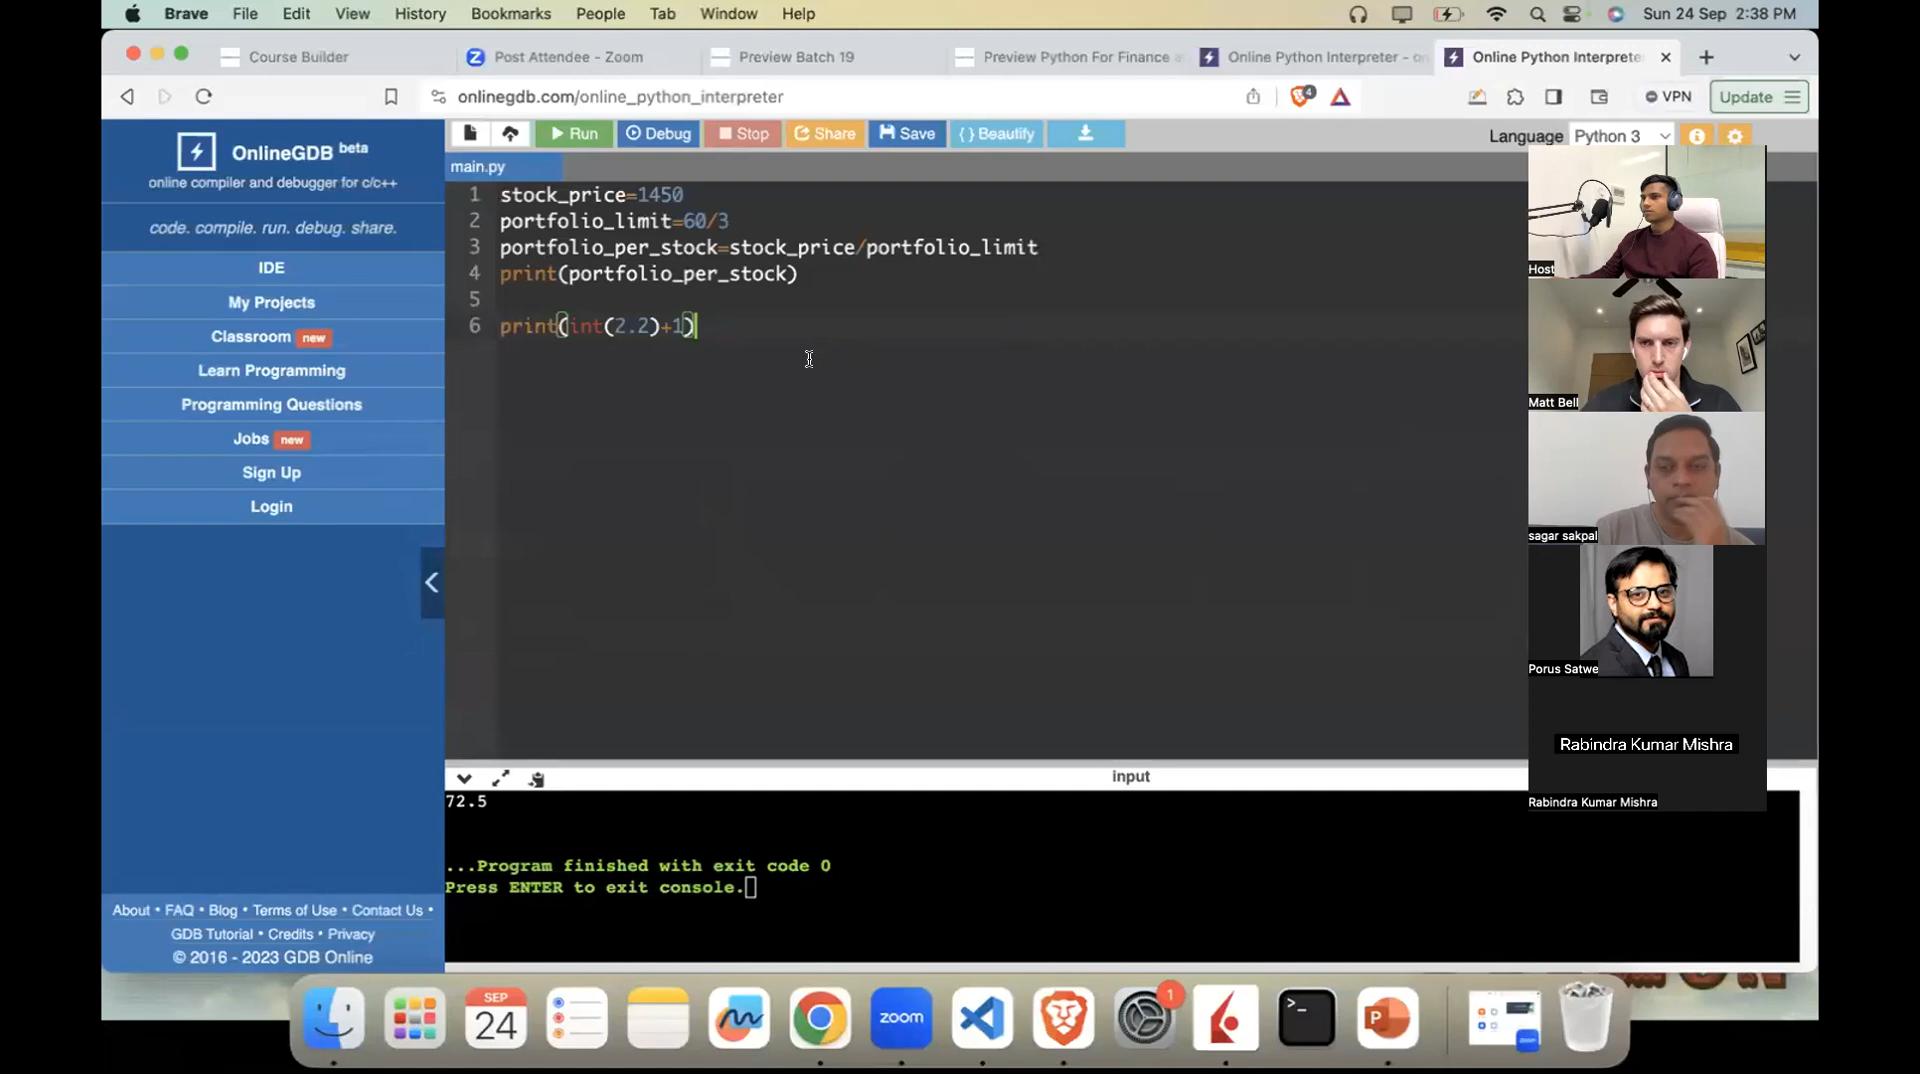 Brave File Edit View History Bookmarks People Tab Window Help Sun 24 Sep 2:38 PM
Course Builder Post Attendee - Zoom Preview Batch 19 Preview Python For Finance a Online Python Interpreter - on Online Python Interprete
onlinegdb.com/online_python_interpreter 4 VPN Update
OnlineGDB beta
online compiler and debugger for c/c++
code. compile. run. debug. share.
IDE
My Projects
Classroom new
Learn Programming
Programming Questions
Jobs new
Sign Up
Login
About • FAQ • Blog • Terms of Use • Contact Us •
GDB Tutorial • Credits • Privacy
© 2016 - 2023 GDB Online
Run Debug Stop Share Save { } Beautify Language Python 3
main.py
1 stock_price=1450
2 portfolio_limit=60/3
3 portfolio_per_stock=stock_price/portfolio_limit
4 print(portfolio_per_stock)
5
6 print(int(2.2)+1)
input
72.5
...Program finished with exit code 0
Press ENTER to exit console.
Host
Matt Bell
sagar sakpal
Porus Satwe
Rabindra Kumar Mishra
Rabindra Kumar Mishra
SEP
24
zoom
1
P
zoom